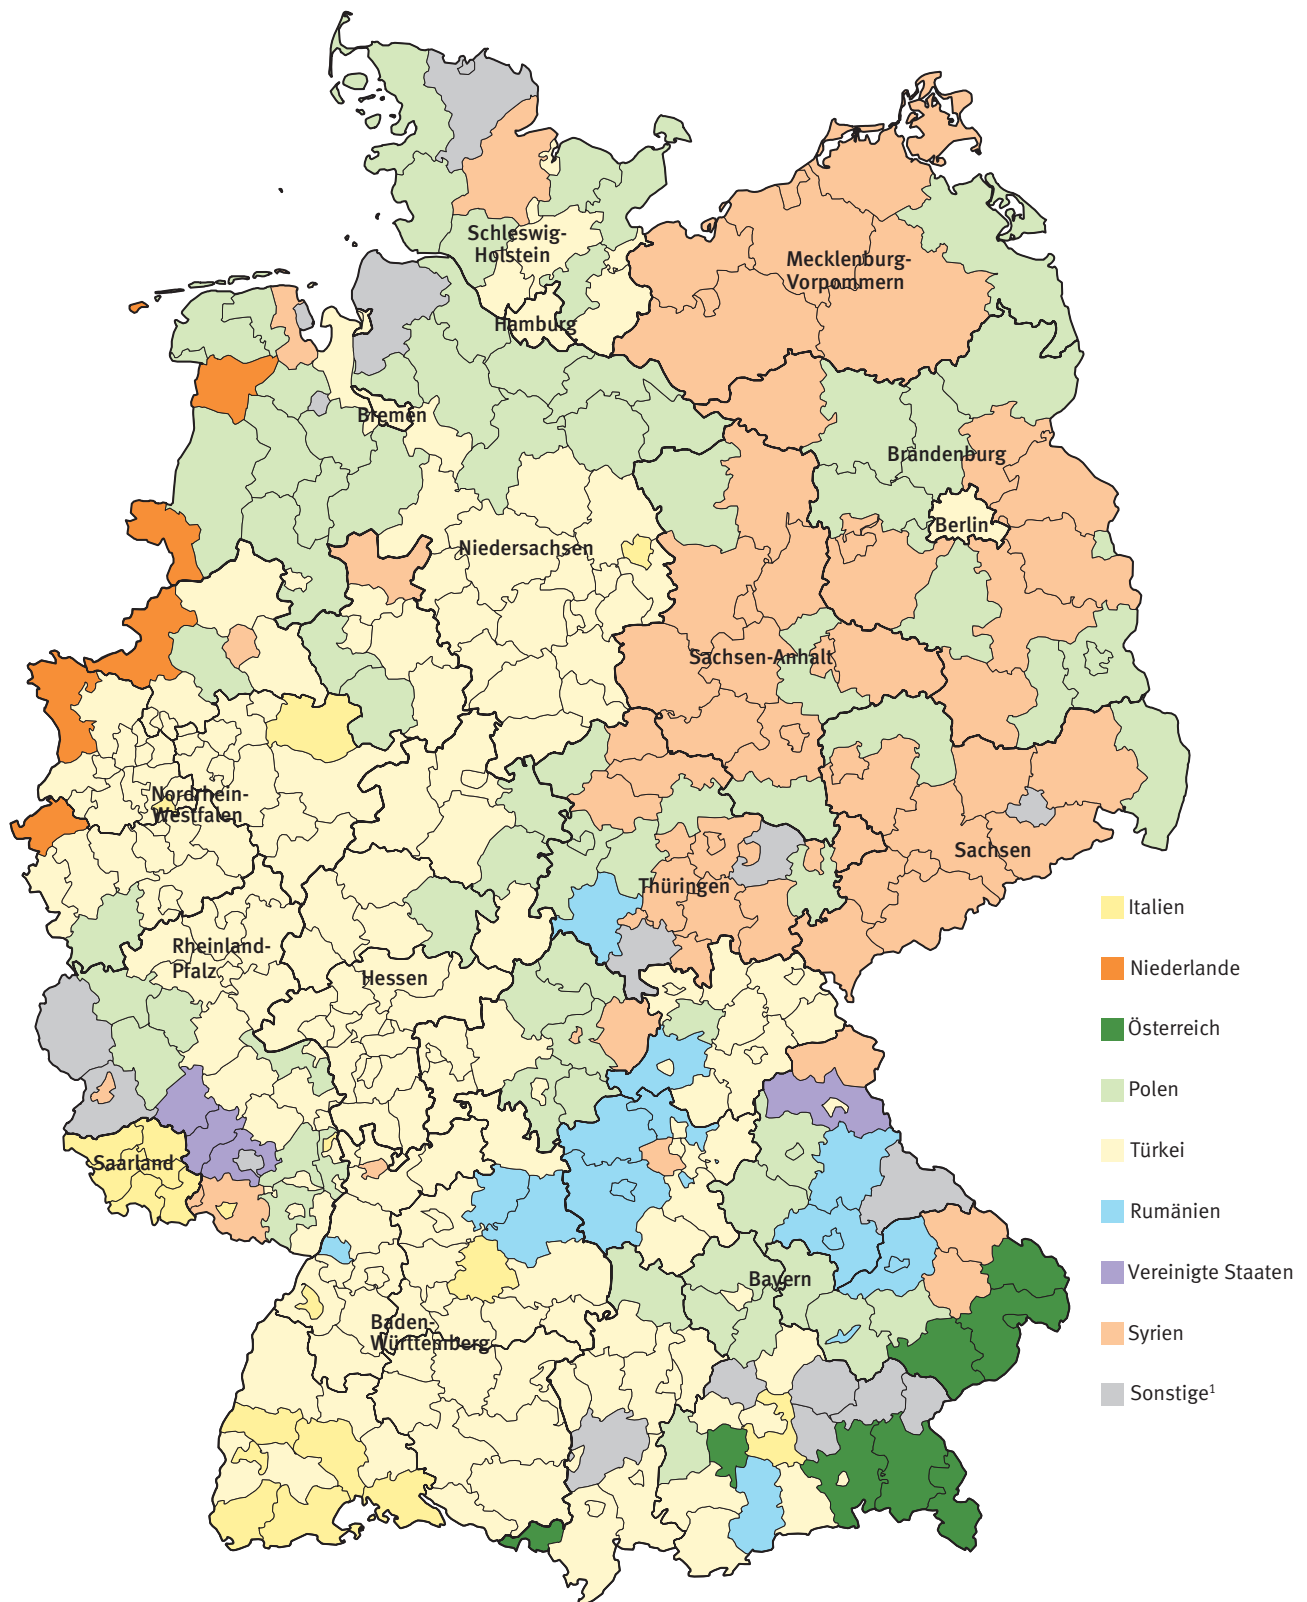 Schleswig-
Holstein
Mecklenburg-
Vorpommern
Hamburg
Bremen
Brandenburg
Berlin
Niedersachsen
Sachsen-Anhalt
Nordrhein-
Westfalen
Sachsen
Thüringen
Rheinland-
Pfalz
Hessen
Saarland
Bayern
Baden-
Württemberg
Italien
Niederlande
Österreich
Polen
Türkei
Rumänien
Vereinigte Staaten
Syrien
Sonstige¹